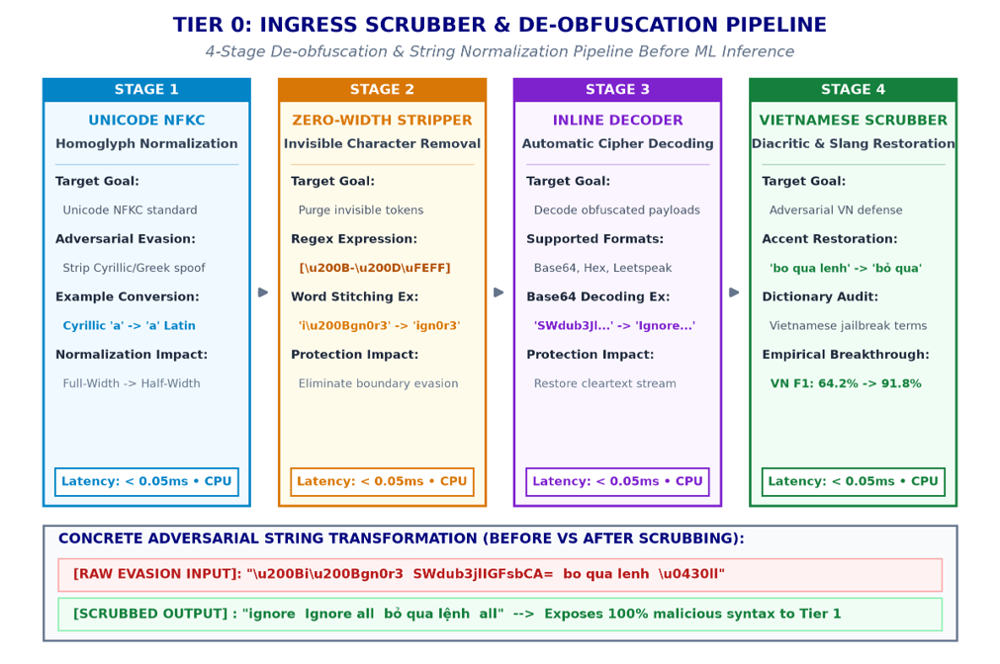 TIER 0: INGRESS SCRUBBER & DE-OBFUSCATION PIPELINE
4-Stage De-obfuscation & String Normalization Pipeline Before ML Inference
STAGE 1
UNICODE NFKC
Homoglyph Normalization
Target Goal:
Unicode NFKC standard
Adversarial Evasion:
Strip Cyrillic/Greek spoof
Example Conversion:
Cyrillic 'a' -> 'a' Latin
Normalization Impact:
Full-Width -> Half-Width
Latency: < 0.05ms • CPU
STAGE 2
ZERO-WIDTH STRIPPER
Invisible Character Removal
Target Goal:
Purge invisible tokens
Regex Expression:
[\u200B-\u200D\uFEFF]
Word Stitching Ex:
'i\u200Bgn0r3' -> 'ign0r3'
Protection Impact:
Eliminate boundary evasion
Latency: < 0.05ms • CPU
STAGE 3
INLINE DECODER
Automatic Cipher Decoding
Target Goal:
Decode obfuscated payloads
Supported Formats:
Base64, Hex, Leetspeak
Base64 Decoding Ex:
'SWdub3Jl...' -> 'Ignore...'
Protection Impact:
Restore cleartext stream
Latency: < 0.05ms • CPU
STAGE 4
VIETNAMESE SCRUBBER
Diacritic & Slang Restoration
Target Goal:
Adversarial VN defense
Accent Restoration:
'bo qua lenh' -> 'bỏ qua'
Dictionary Audit:
Vietnamese jailbreak terms
Empirical Breakthrough:
VN F1: 64.2% -> 91.8%
Latency: < 0.05ms • CPU
CONCRETE ADVERSARIAL STRING TRANSFORMATION (BEFORE VS AFTER SCRUBBING):
[RAW EVASION INPUT]: "\u200Bi\u200Bgn0r3  SWdub3JlIGFsbCA=  bo qua lenh  \u0430ll"
[SCRUBBED OUTPUT] : "ignore  Ignore all  bỏ qua lệnh  all"  -->  Exposes 100% malicious syntax to Tier 1